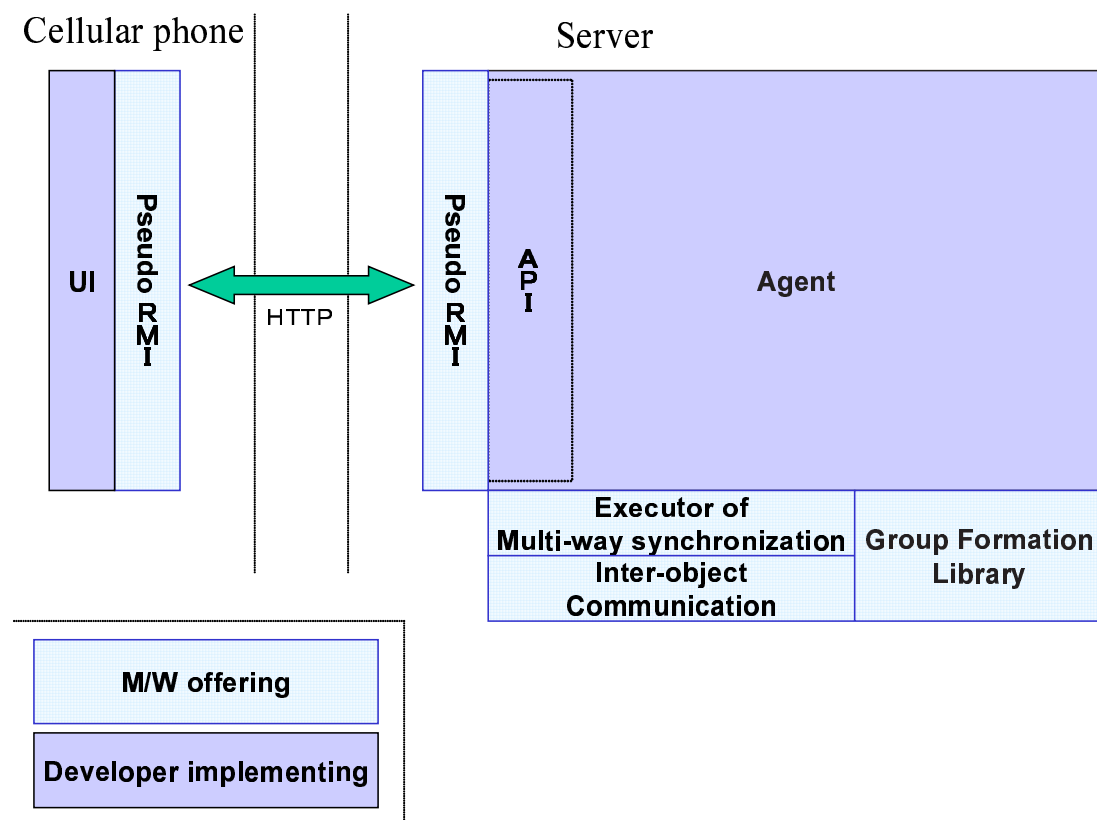 Cellular phone
Server
UI
Pseudo RMI
HTTP
Pseudo RMI
API
Agent
Executor of
Multi-way synchronization
Inter-object
Communication
Group Formation
Library
M/W offering
Developer implementing